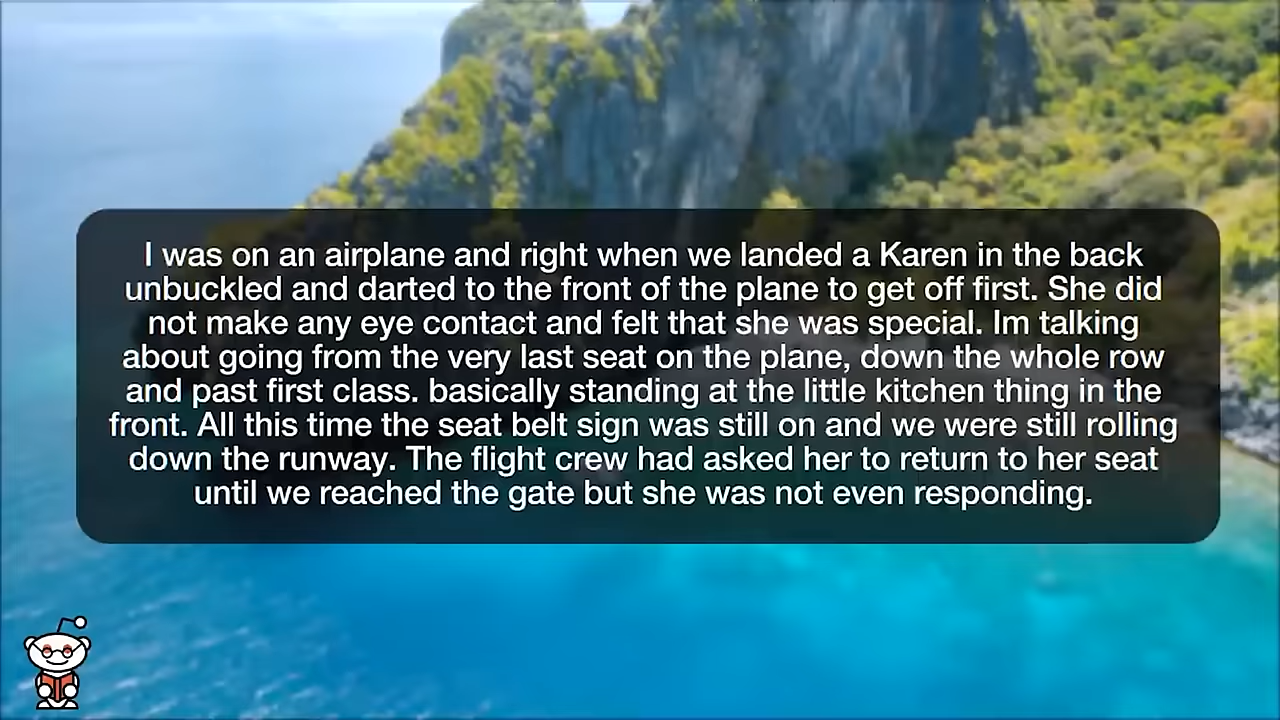 I was on an airplane and right when we landed a Karen in the back
unbuckled and darted to the front of the plane to get off first. She did
not make any eye contact and felt that she was special. Im talking
about going from the very last seat on the plane, down the whole row
and past first class. basically standing at the little kitchen thing in the
front. All this time the seat belt sign was still on and we were still rolling
down the runway. The flight crew had asked her to return to her seat
until we reached the gate but she was not even responding.